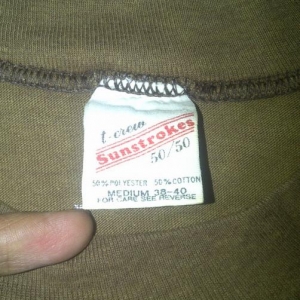 t-crew
Sunstrokes
50/50
50% POLYESTER 50% COTTON
MEDIUM 38-40
FOR CARE SEE REVERSE